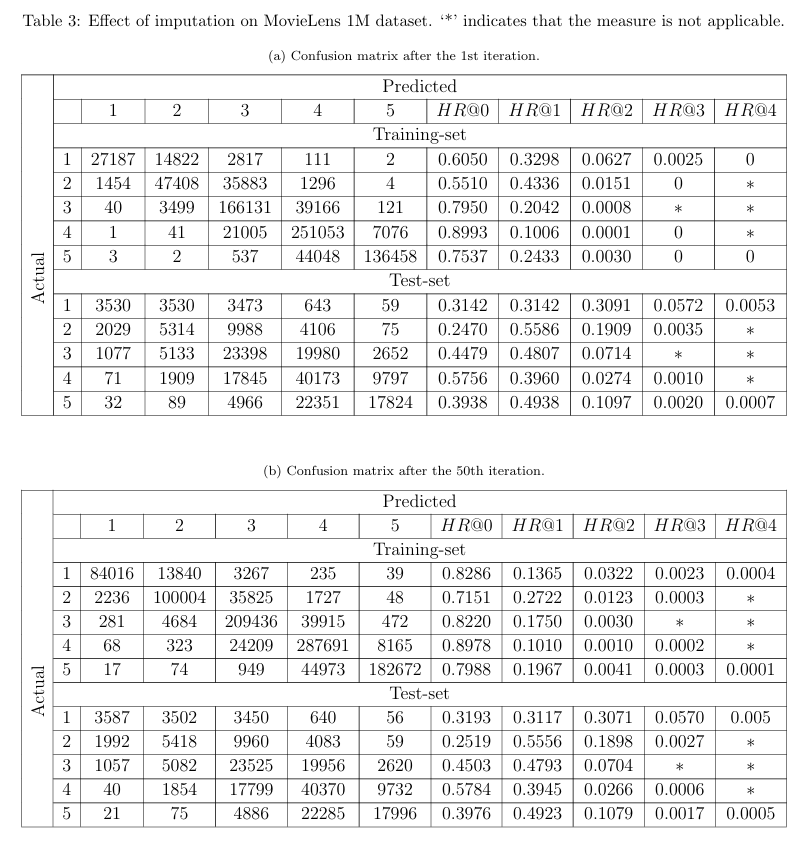 Table 3: Effect of imputation on MovieLens 1M dataset. ‘*’ indicates that the measure is not applicable.
(a) Confusion matrix after the 1st iteration.
Predicted
1 2 3 4 5 HR@0 HR@1 HR@2 HR@3 HR@4
Training-set
1 27187 14822 2817 111 2 0.6050 0.3298 0.0627 0.0025 0
2 1454 47408 35883 1296 4 0.5510 0.4336 0.0151 0 *
3 40 3499 166131 39166 121 0.7950 0.2042 0.0008 * *
4 1 41 21005 251053 7076 0.8993 0.1006 0.0001 0 *
5 3 2 537 44048 136458 0.7537 0.2433 0.0030 0 0
Actual
Test-set
1 3530 3530 3473 643 59 0.3142 0.3142 0.3091 0.0572 0.0053
2 2029 5314 9988 4106 75 0.2470 0.5586 0.1909 0.0035 *
3 1077 5133 23398 19980 2652 0.4479 0.4807 0.0714 * *
4 71 1909 17845 40173 9797 0.5756 0.3960 0.0274 0.0010 *
5 32 89 4966 22351 17824 0.3938 0.4938 0.1097 0.0020 0.0007
(b) Confusion matrix after the 50th iteration.
Predicted
1 2 3 4 5 HR@0 HR@1 HR@2 HR@3 HR@4
Training-set
1 84016 13840 3267 235 39 0.8286 0.1365 0.0322 0.0023 0.0004
2 2236 100004 35825 1727 48 0.7151 0.2722 0.0123 0.0003 *
3 281 4684 209436 39915 472 0.8220 0.1750 0.0030 * *
4 68 323 24209 287691 8165 0.8978 0.1010 0.0010 0.0002 *
5 17 74 949 44973 182672 0.7988 0.1967 0.0041 0.0003 0.0001
Actual
Test-set
1 3587 3502 3450 640 56 0.3193 0.3117 0.3071 0.0570 0.005
2 1992 5418 9960 4083 59 0.2519 0.5556 0.1898 0.0027 *
3 1057 5082 23525 19956 2620 0.4503 0.4793 0.0704 * *
4 40 1854 17799 40370 9732 0.5784 0.3945 0.0266 0.0006 *
5 21 75 4886 22285 17996 0.3976 0.4923 0.1079 0.0017 0.0005